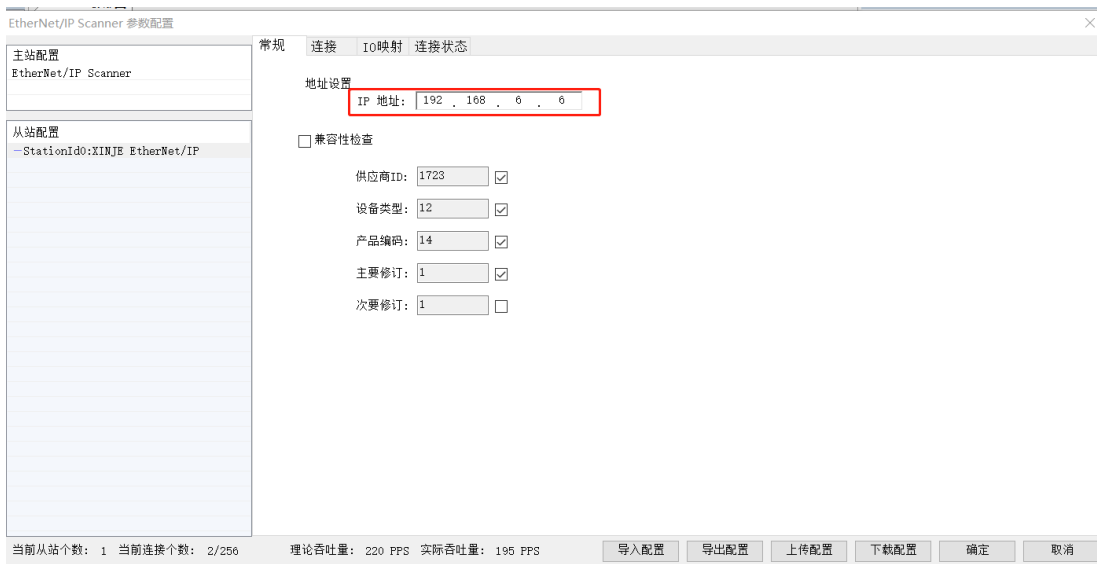 EtherNet/IP Scanner 参数配置
主站配置
EtherNet/IP Scanner
从站配置
StationId0:XINJE EtherNet/IP
常规 连接 IO映射 连接状态
地址设置
IP 地址: 192 . 168 . 6 . 6
兼容性检查
供应商ID: 1723
设备类型: 12
产品编码: 14
主要修订: 1
次要修订: 1
当前从站个数: 1 当前连接个数: 2/256 理论吞吐量: 220 PPS 实际吞吐量: 195 PPS 导入配置 导出配置 上传配置 下载配置 确定 取消